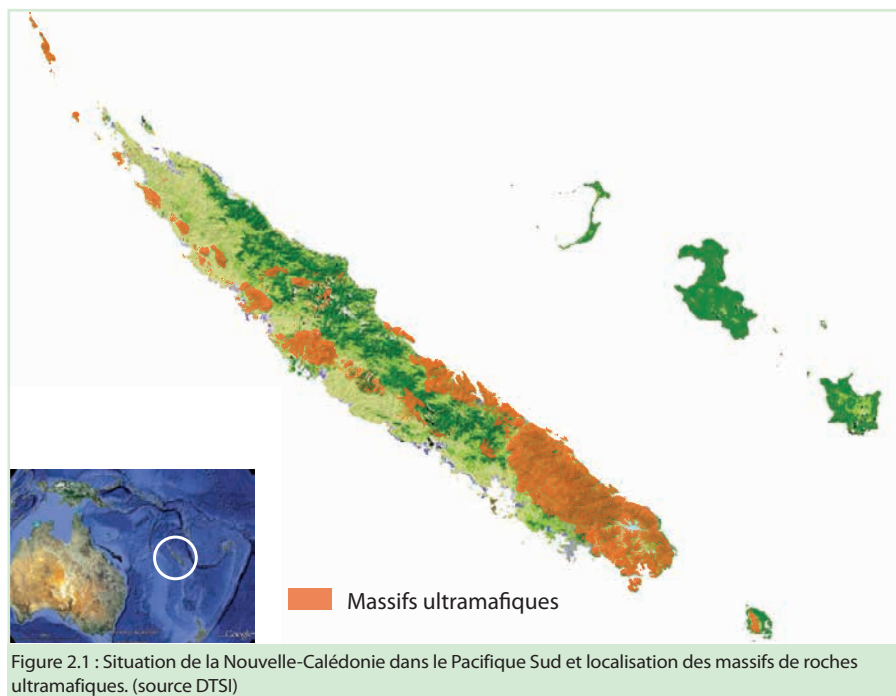 Massifs ultramafiques
Google
Figure 2.1 : Situation de la Nouvelle-Calédonie dans le Pacifique Sud et localisation des massifs de roches
ultramafiques. (source DTSI)